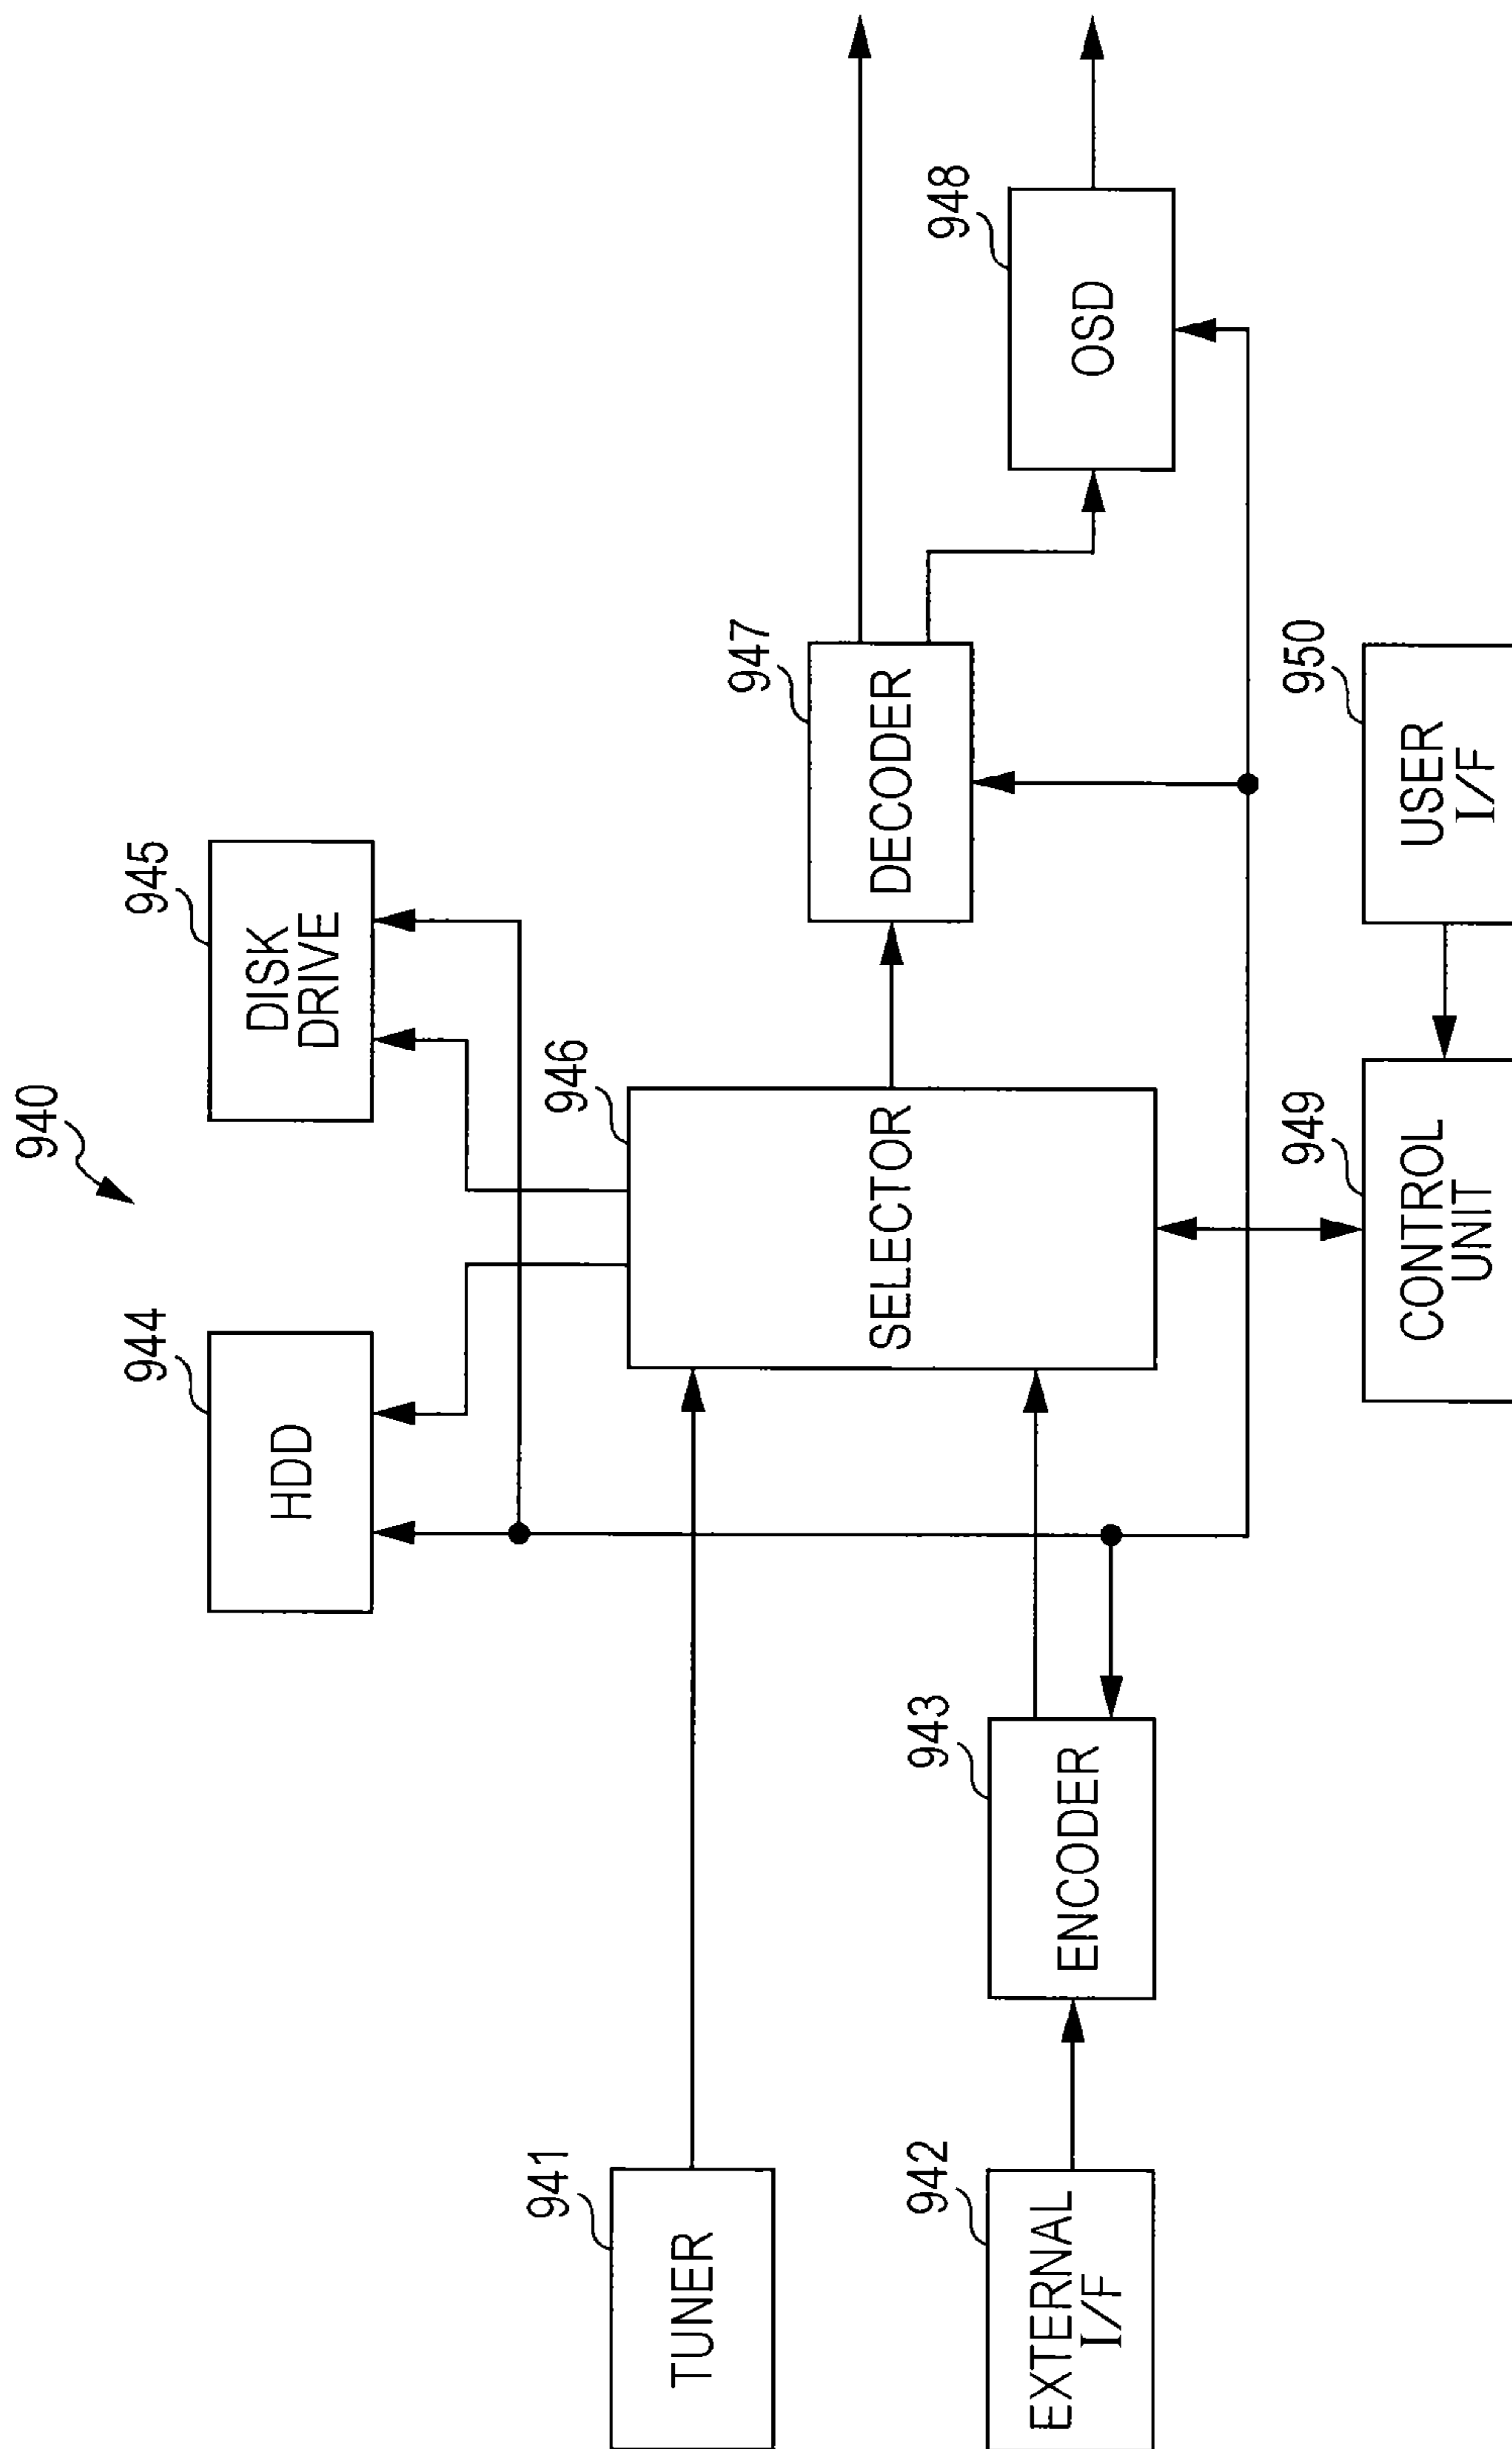 940
944
HDD
945
DISK
DRIVE
941
TUNER
946
SELECTOR
947
DECODER
942
EXTERNAL
I/F
943
ENCODER
948
OSD
949
CONTROL
UNIT
950
USER
I/F